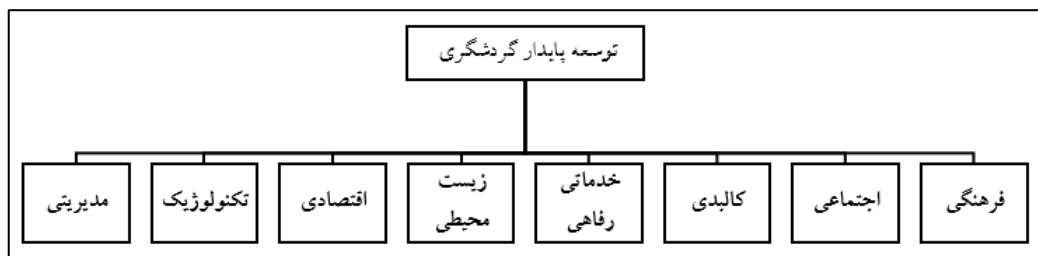 توسعه پایدار گردشگری
فرهنگی
اجتماعی
کالبدی
خدماتی
رفاهی
زیست
محیطی
اقتصادی
تکنولوژیک
مدیریتی